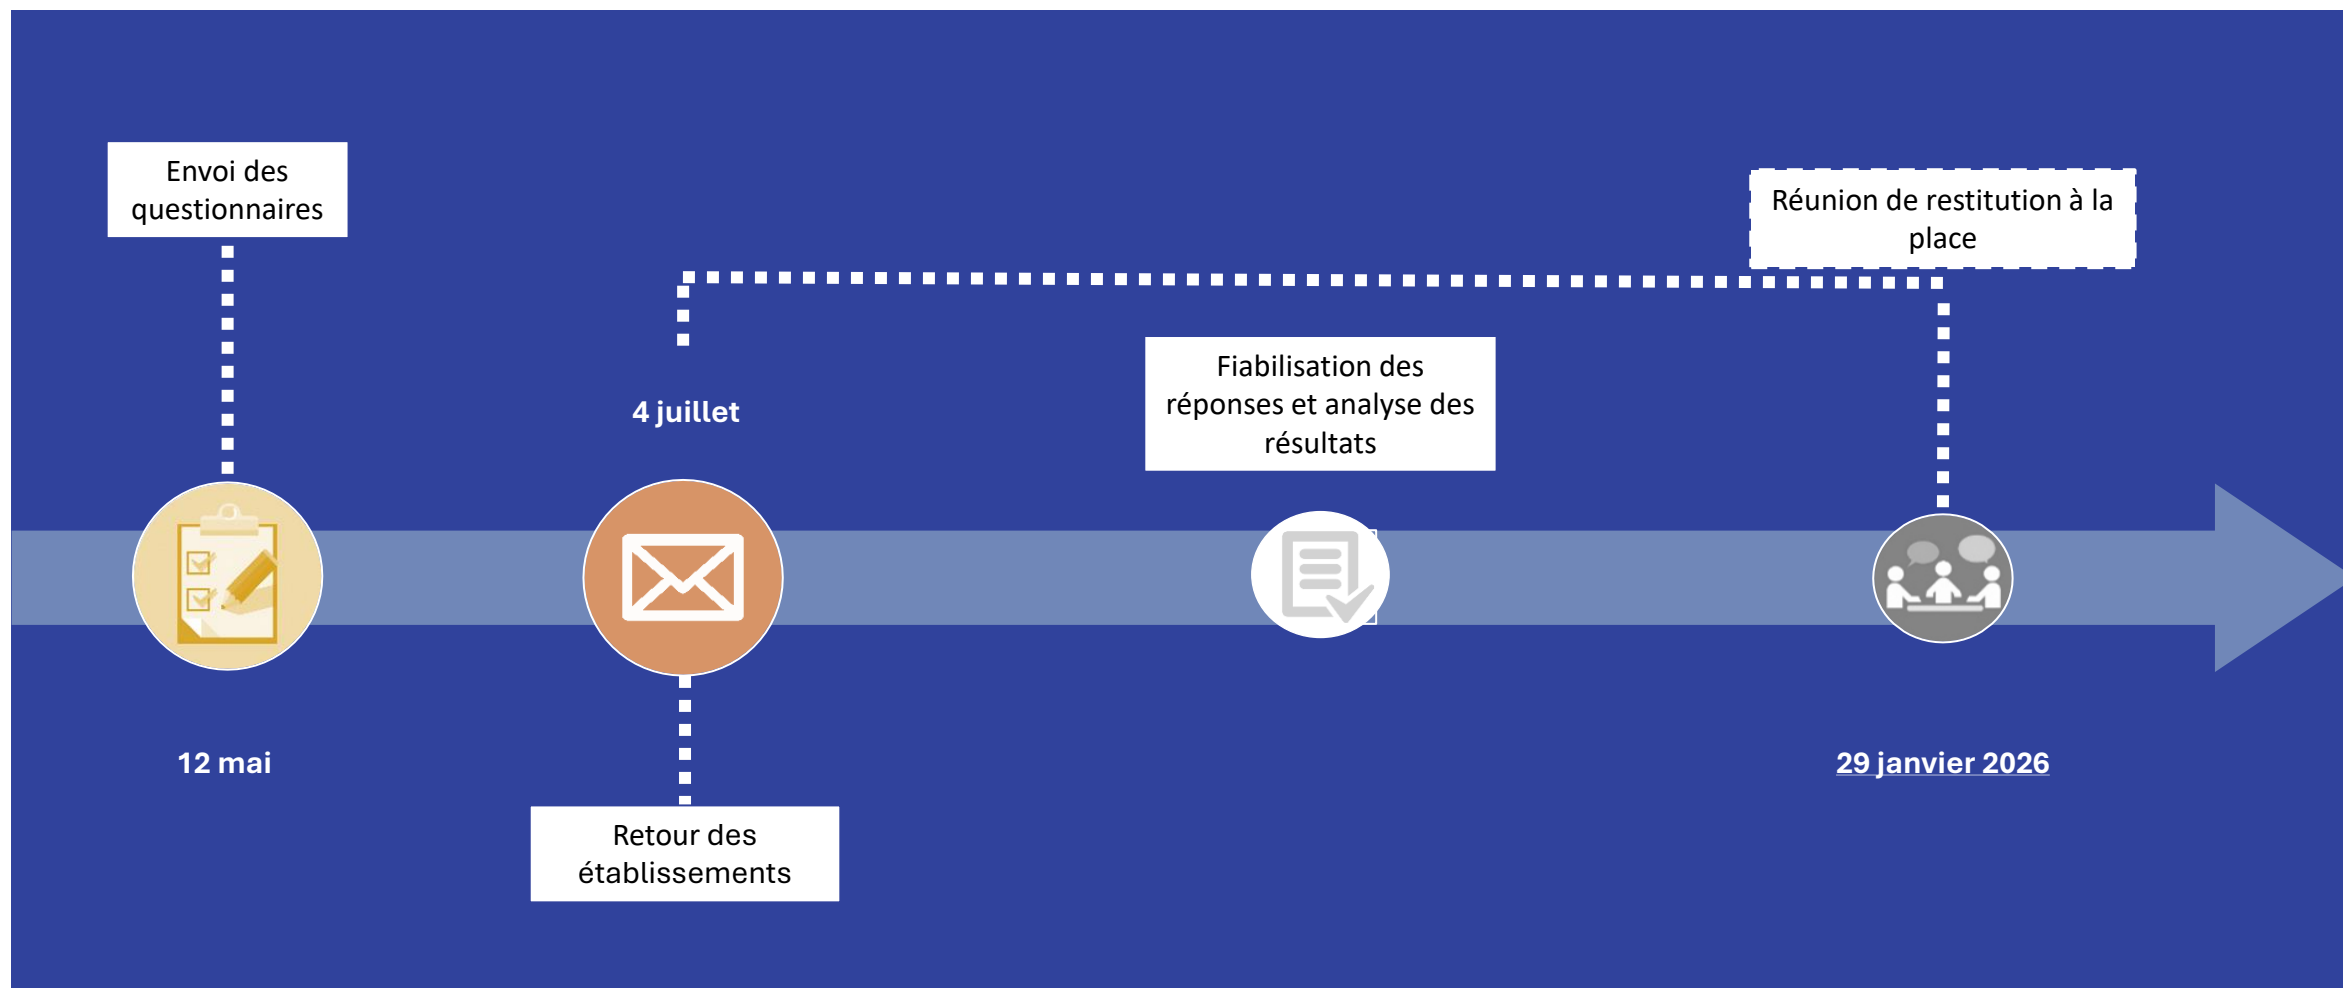 Envoi des
questionnaires
12 mai
4 juillet
Retour des
établissements
Fiabilisation des
réponses et analyse des
résultats
Réunion de restitution à la
place
29 janvier 2026